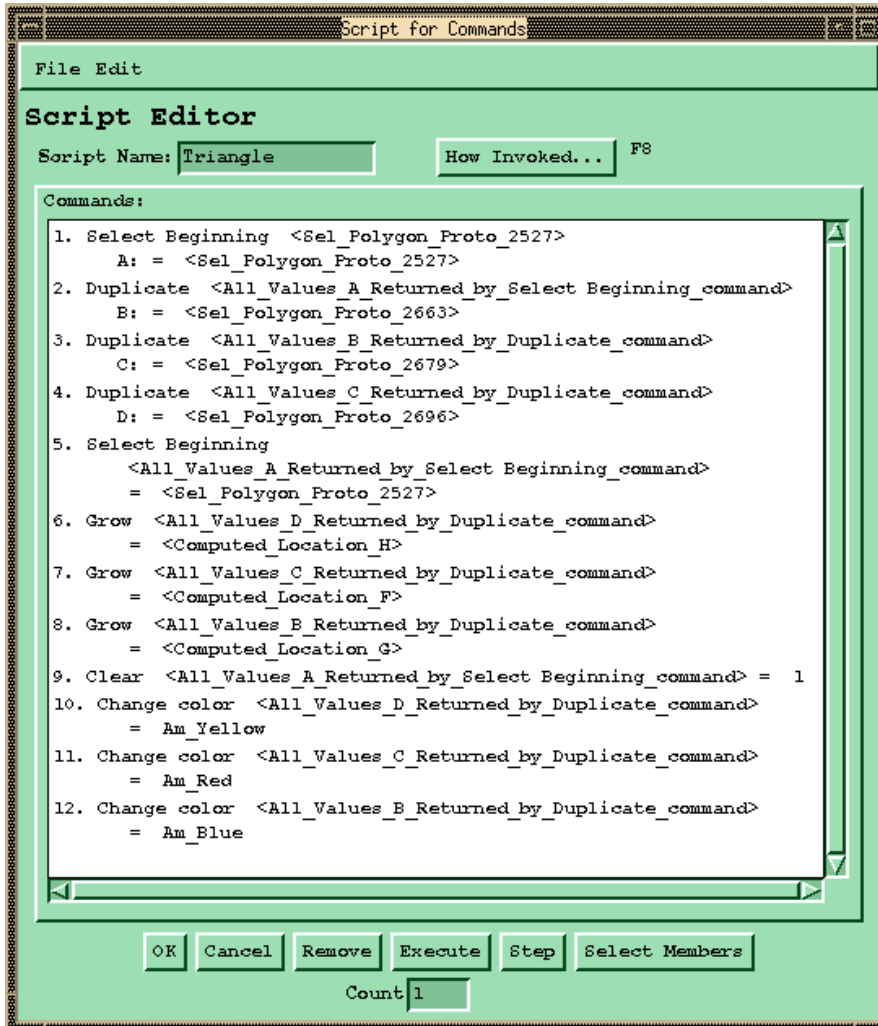 Script for Commands
File Edit
Script Editor
Script Name: Triangle How Invoked... F8
Commands:
1. Select Beginning <Sel_Polygon_Proto_2527>
A: = <Sel_Polygon_Proto_2527>
2. Duplicate <All_Values_A_Returned_by_Select Beginning_command>
B: = <Sel_Polygon_Proto_2663>
3. Duplicate <All_Values_B_Returned_by_Duplicate_command>
C: = <Sel_Polygon_Proto_2679>
4. Duplicate <All_Values_C_Returned_by_Duplicate_command>
D: = <Sel_Polygon_Proto_2696>
5. Select Beginning
<All_Values_A_Returned_by_Select Beginning_command>
= <Sel_Polygon_Proto_2527>
6. Grow <All_Values_D_Returned_by_Duplicate_command>
= <Computed_Location_H>
7. Grow <All_Values_C_Returned_by_Duplicate_command>
= <Computed_Location_F>
8. Grow <All_Values_B_Returned_by_Duplicate_command>
= <Computed_Location_G>
9. Clear <All_Values_A_Returned_by_Select Beginning_command> = 1
10. Change color <All_Values_D_Returned_by_Duplicate_command>
= Am_Yellow
11. Change color <All_Values_C_Returned_by_Duplicate_command>
= Am_Red
12. Change color <All_Values_B_Returned_by_Duplicate_command>
= Am_Blue
OK Cancel Remove Execute Step Select Members
Count 1